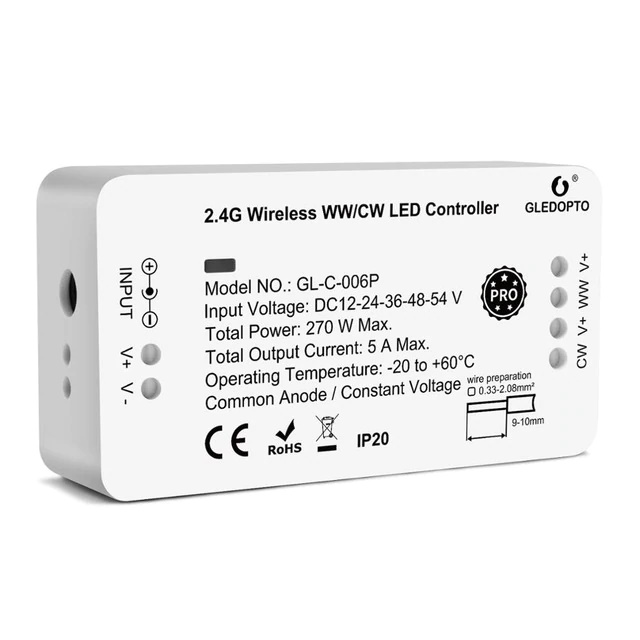 GLEDOPTO
®
2.4G Wireless WW/CW LED Controller
Model NO.: GL-C-006P
Input Voltage: DC12-24-36-48-54 V
Total Power: 270 W Max.
Total Output Current: 5 A Max.
Operating Temperature: -20 to +60°C
Common Anode / Constant Voltage
CE
RoHS
IP20
PRO
wire preparation
0.33-2.08mm²
9-10mm
INPUT
V+
V-
V+
WW
V+
CW